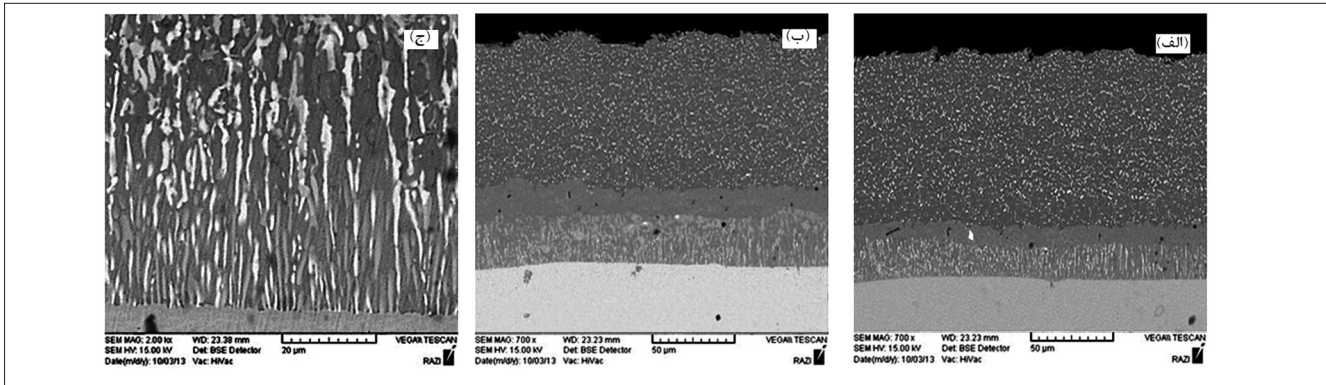 (ج)
SEM MAG: 2.00 kx WD: 23.38 mm
SEM HV: 15.00 kV Det: BSE Detector
Date(m/d/y): 10/03/13 Vac: HiVac
20 µm
VEGA\\ TESCAN
RAZI
(ب)
SEM MAG: 700 x WD: 23.23 mm
SEM HV: 15.00 kV Det: BSE Detector
Date(m/d/y): 10/03/13 Vac: HiVac
50 µm
VEGA\\ TESCAN
RAZI
(الف)
SEM MAG: 700 x WD: 23.23 mm
SEM HV: 15.00 kV Det: BSE Detector
Date(m/d/y): 10/03/13 Vac: HiVac
50 µm
VEGA\\ TESCAN
RAZI